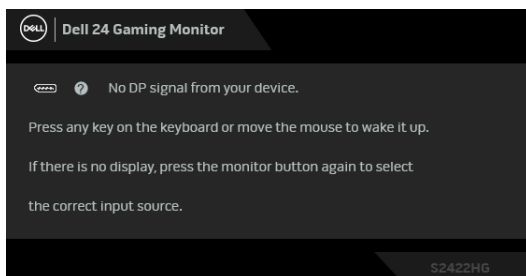 DELL
Dell 24 Gaming Monitor
? No DP signal from your device.
Press any key on the keyboard or move the mouse to wake it up.
If there is no display, press the monitor button again to select
the correct input source.
S2422HG